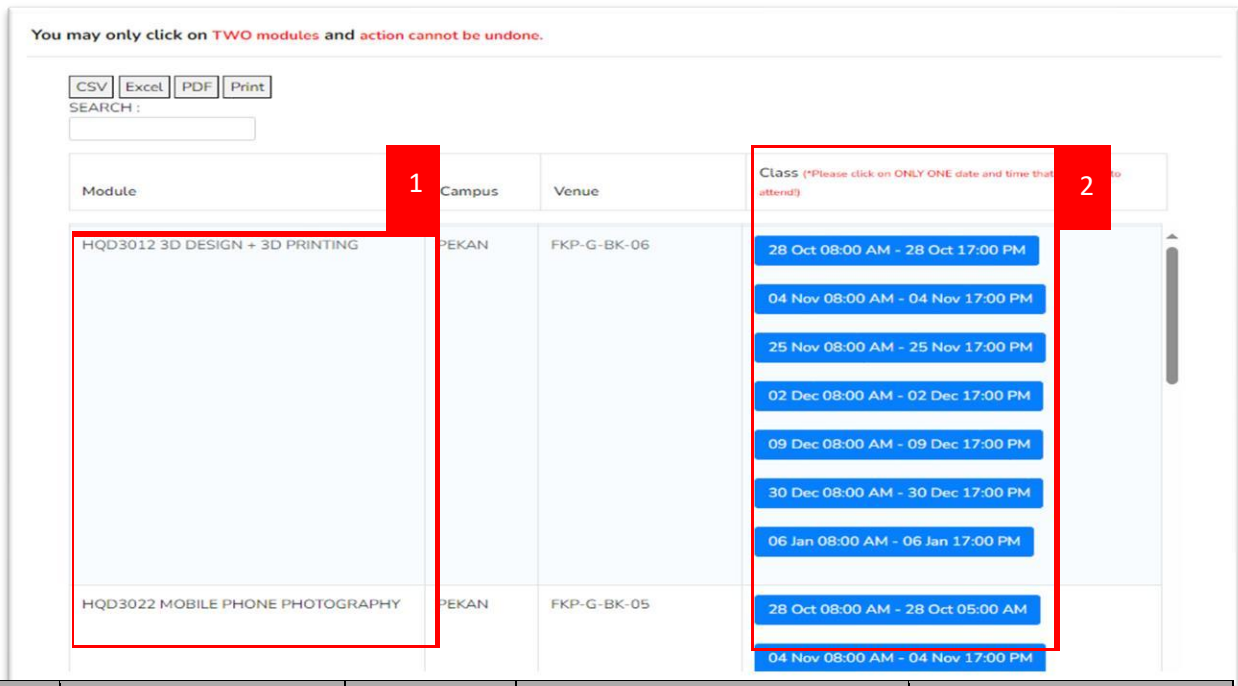 You may only click on TWO modules and action cannot be undone.
CSV Excel PDF Print
SEARCH :
1
2
Module Campus Venue Class (*Please click on ONLY ONE date and time that to
attend!)
HQD3012 3D DESIGN + 3D PRINTING PEKAN FKP-G-BK-06 28 Oct 08:00 AM - 28 Oct 17:00 PM
04 Nov 08:00 AM - 04 Nov 17:00 PM
25 Nov 08:00 AM - 25 Nov 17:00 PM
02 Dec 08:00 AM - 02 Dec 17:00 PM
09 Dec 08:00 AM - 09 Dec 17:00 PM
30 Dec 08:00 AM - 30 Dec 17:00 PM
06 Jan 08:00 AM - 06 Jan 17:00 PM
HQD3022 MOBILE PHONE PHOTOGRAPHY PEKAN FKP-G-BK-05 28 Oct 08:00 AM - 28 Oct 05:00 AM
04 Nov 08:00 AM - 04 Nov 17:00 PM